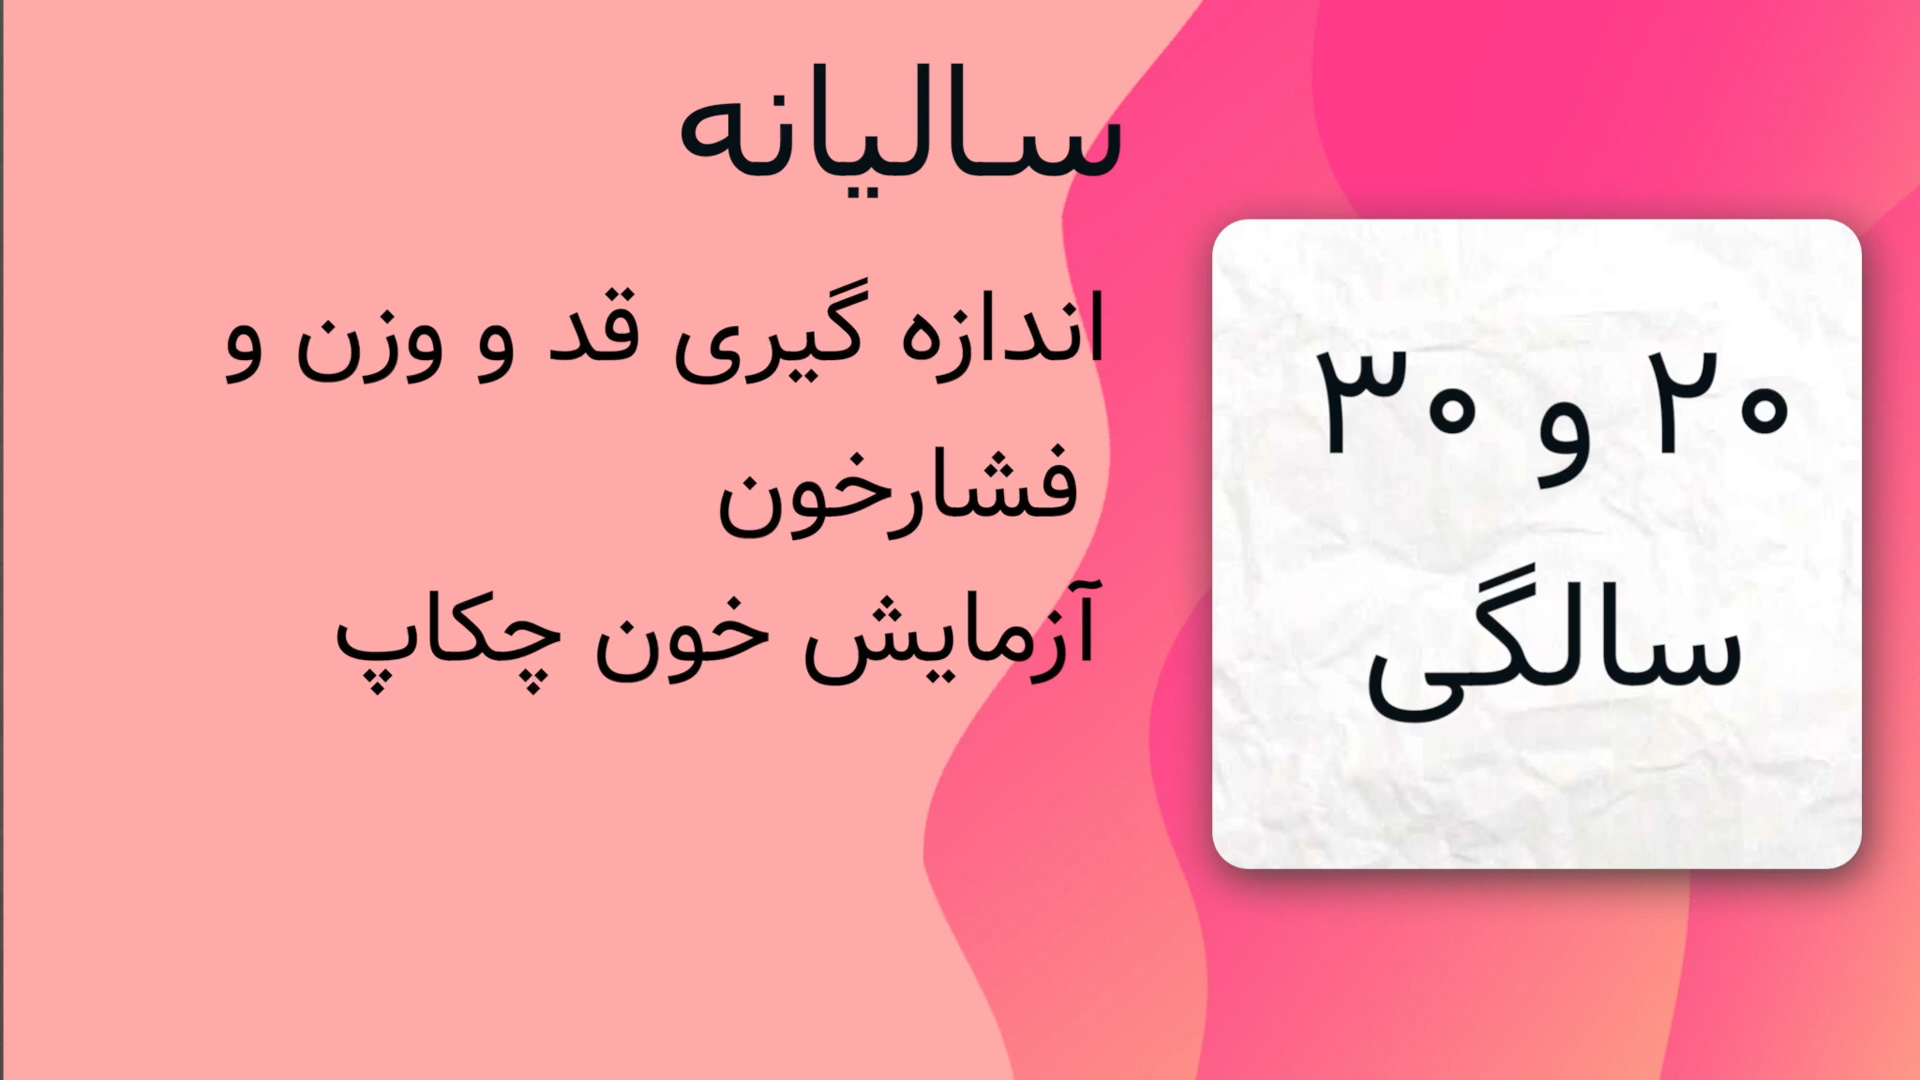 سالیانه
اندازه گیری قد و وزن و
فشارخون
آزمایش خون چکاپ
۲۰ و ۳۰
سالگی